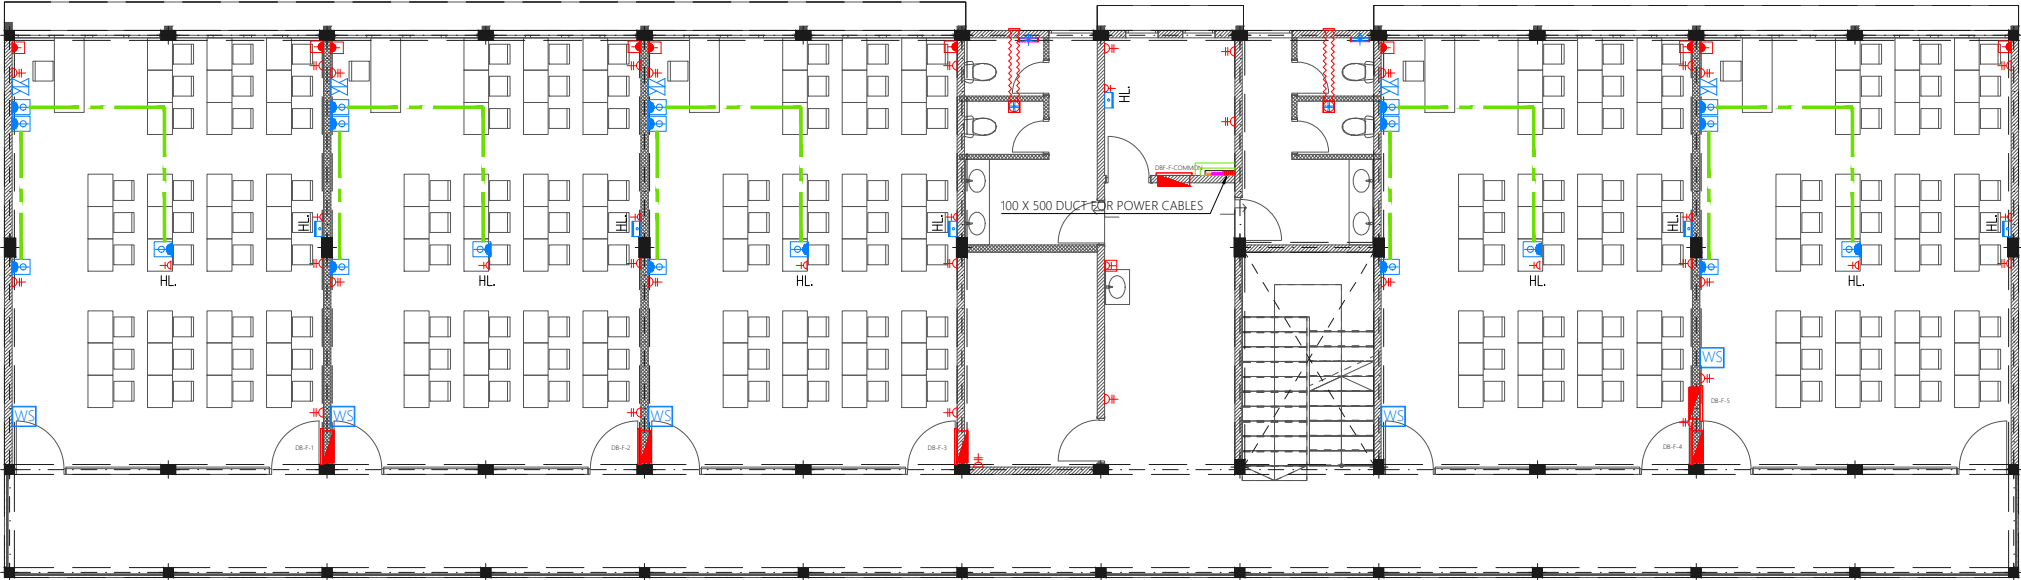 HL.
DBF-F-COMMON
100 X 500 DUCT FOR POWER CABLES
HL.
HL.
HL.
HL.
HL.
HL.
HL.
HL.
HL.
HL.
WS
DB-F-5
WS
WS
WS
WS
DB-F-1
DB-F-2
DB-F-3
DB-F-4